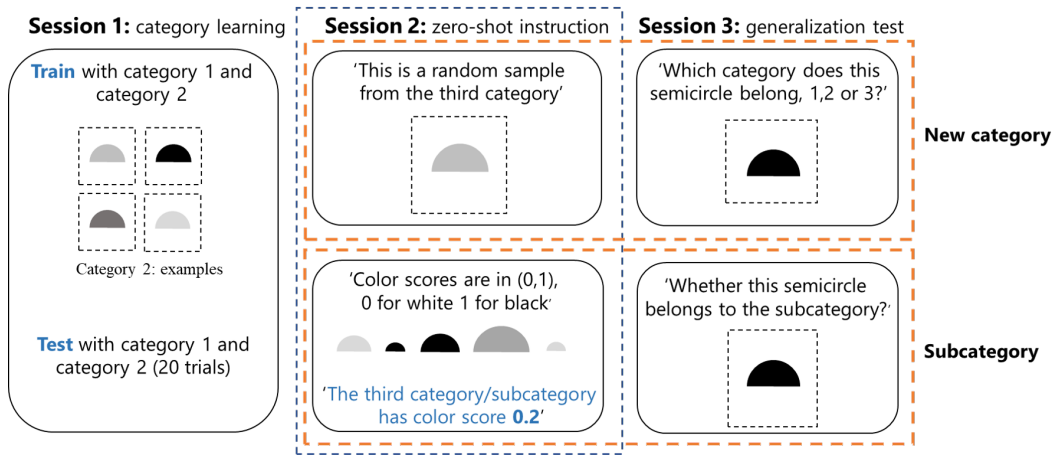 Session 1: category learning
Train with category 1 and
category 2
Category 2: examples
Test with category 1 and
category 2 (20 trials)
Session 2: zero-shot instruction
'This is a random sample
from the third category'
'Color scores are in (0,1),
0 for white 1 for black'
'The third category/subcategory
has color score 0.2'
Session 3: generalization test
'Which category does this
semicircle belong, 1,2 or 3?'
New category
'Whether this semicircle
belongs to the subcategory?'
Subcategory